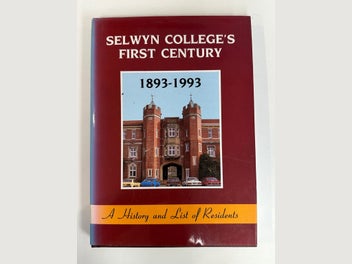 SELWYN COLLEGE'S
FIRST CENTURY
1893-1993
A History and List of Residents